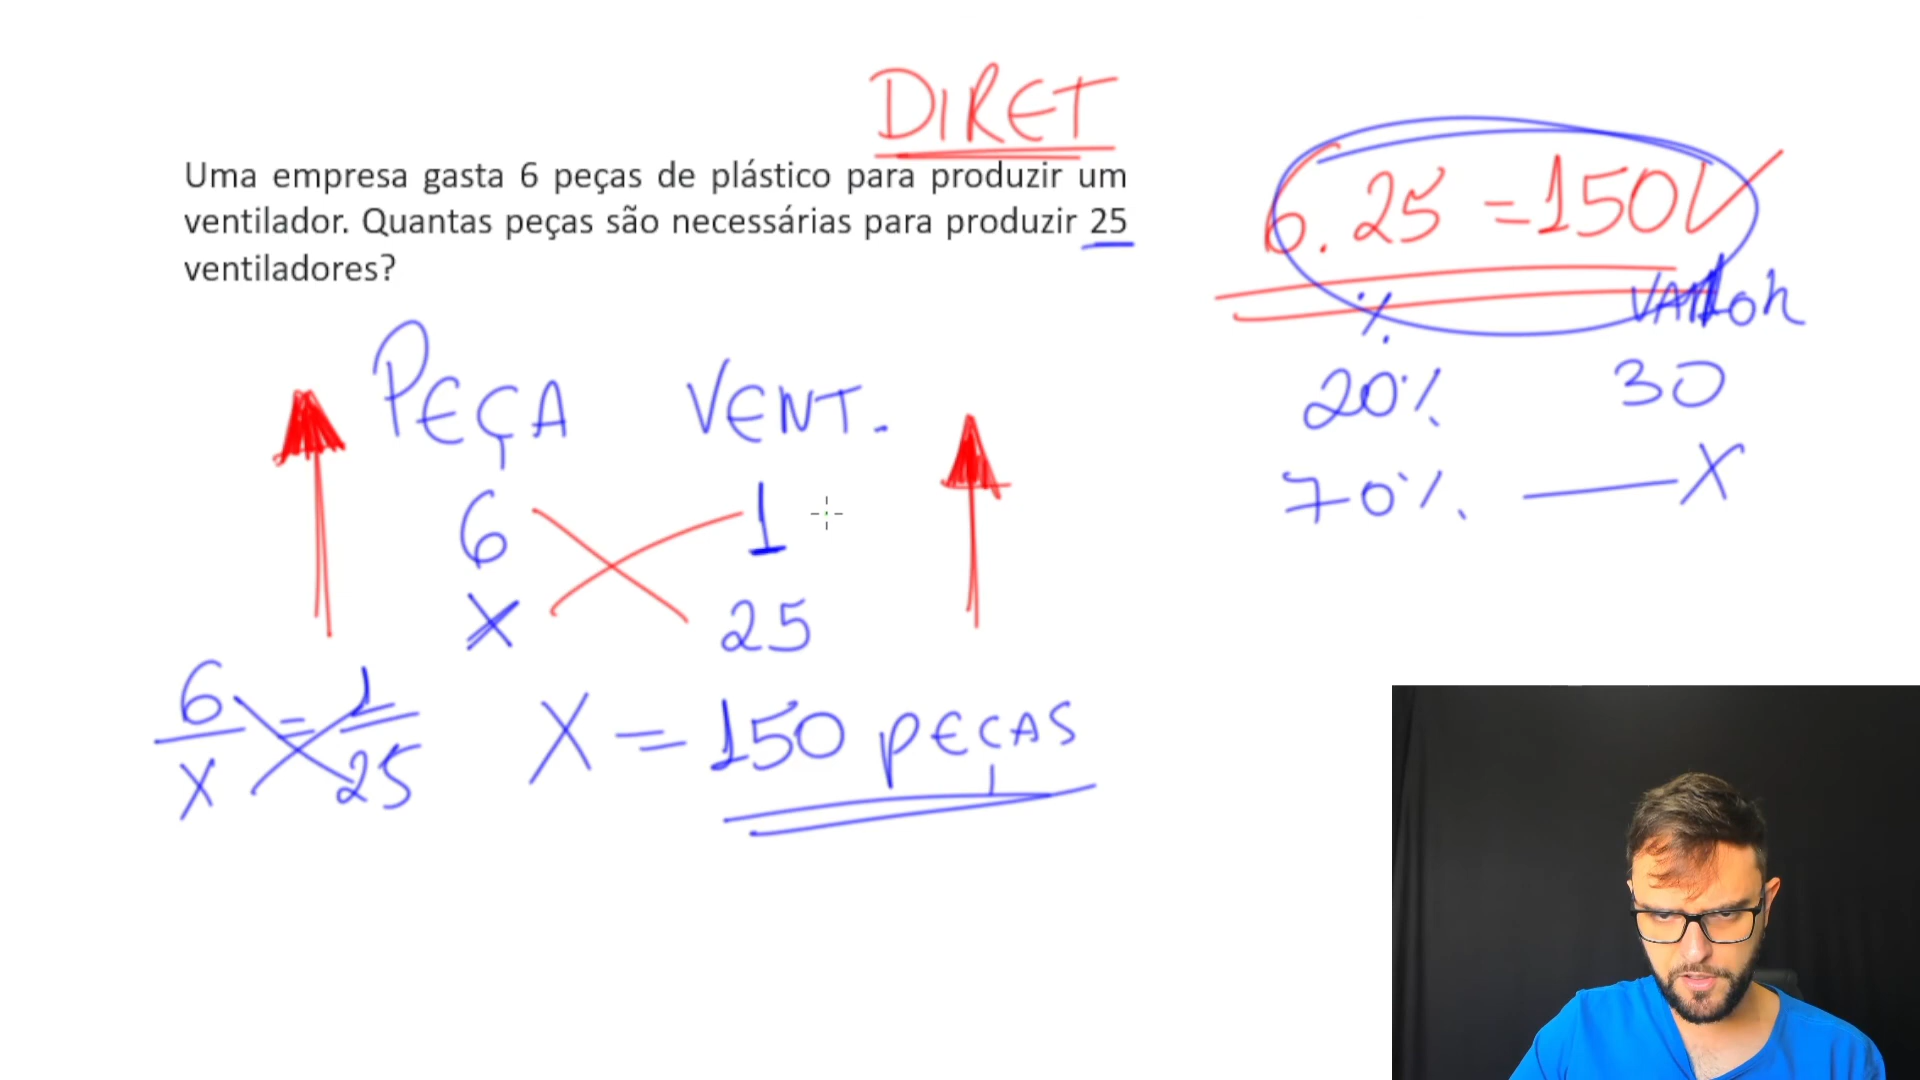 DIRET
Uma empresa gasta 6 peças de plástico para produzir um
ventilador. Quantas peças são necessárias para produzir 25
ventiladores?
PEÇA VENT.
6 1
X 25
6/X = 1/25
X = 150 PEÇAS
6.25 = 150
% VALOR
20% 30
70% — X